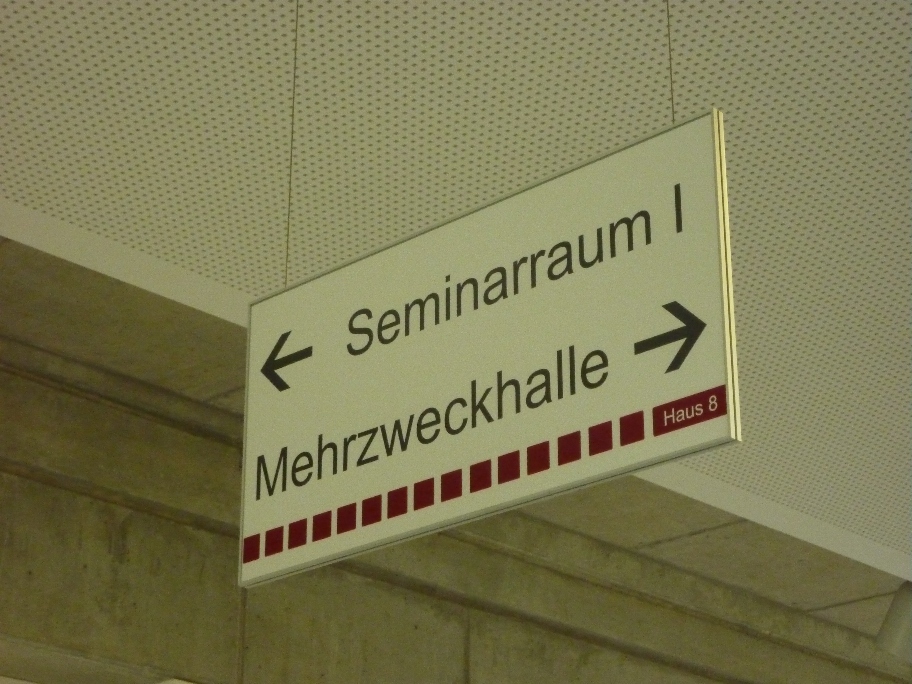 ← Seminarraum I
Mehrzweckhalle →
Haus 8